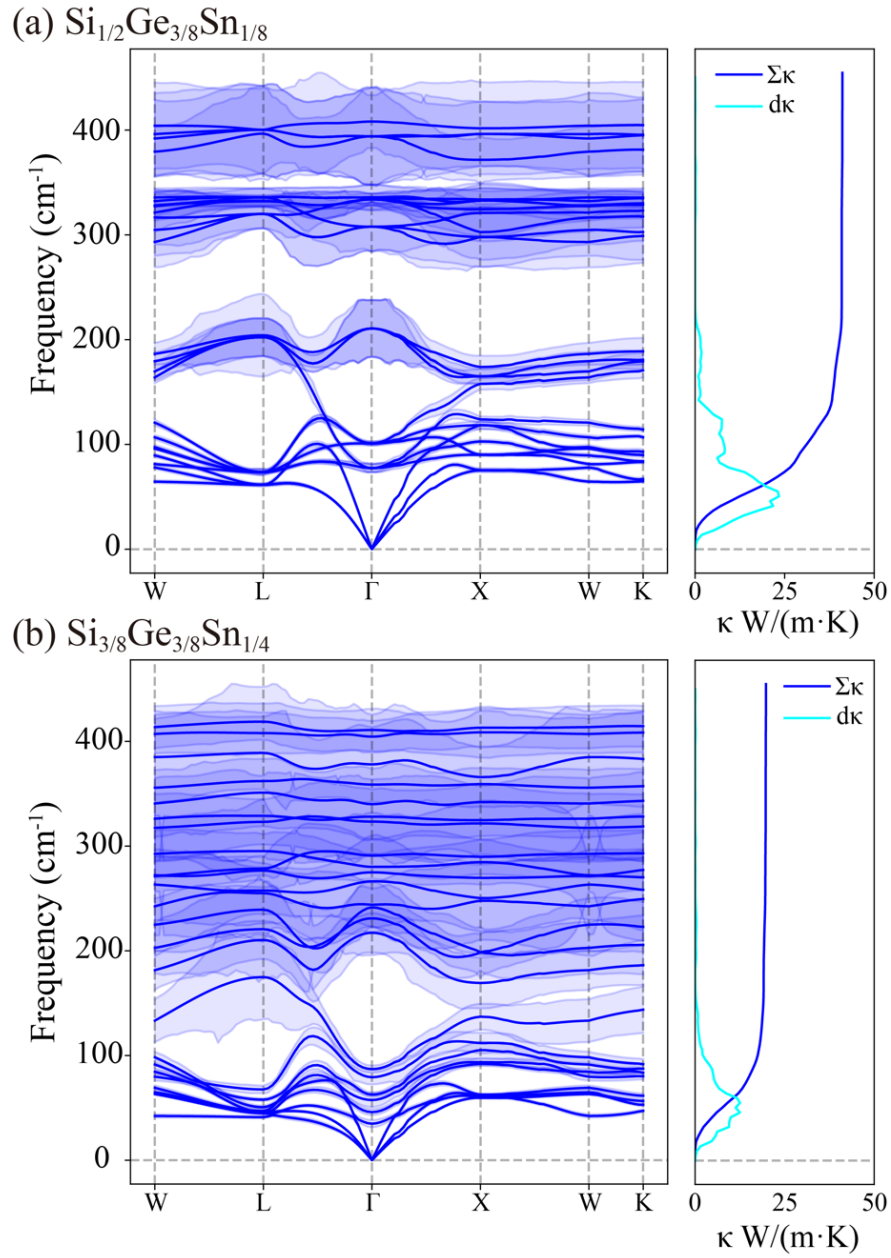 (a) Si1/2Ge3/8Sn1/8
Frequency (cm-1)
400
300
200
100
0
W L Γ X W K
Σκ
dκ
0 25 50
κ W/(m·K)
(b) Si3/8Ge3/8Sn1/4
Frequency (cm-1)
400
300
200
100
0
W L Γ X W K
Σκ
dκ
0 25 50
κ W/(m·K)